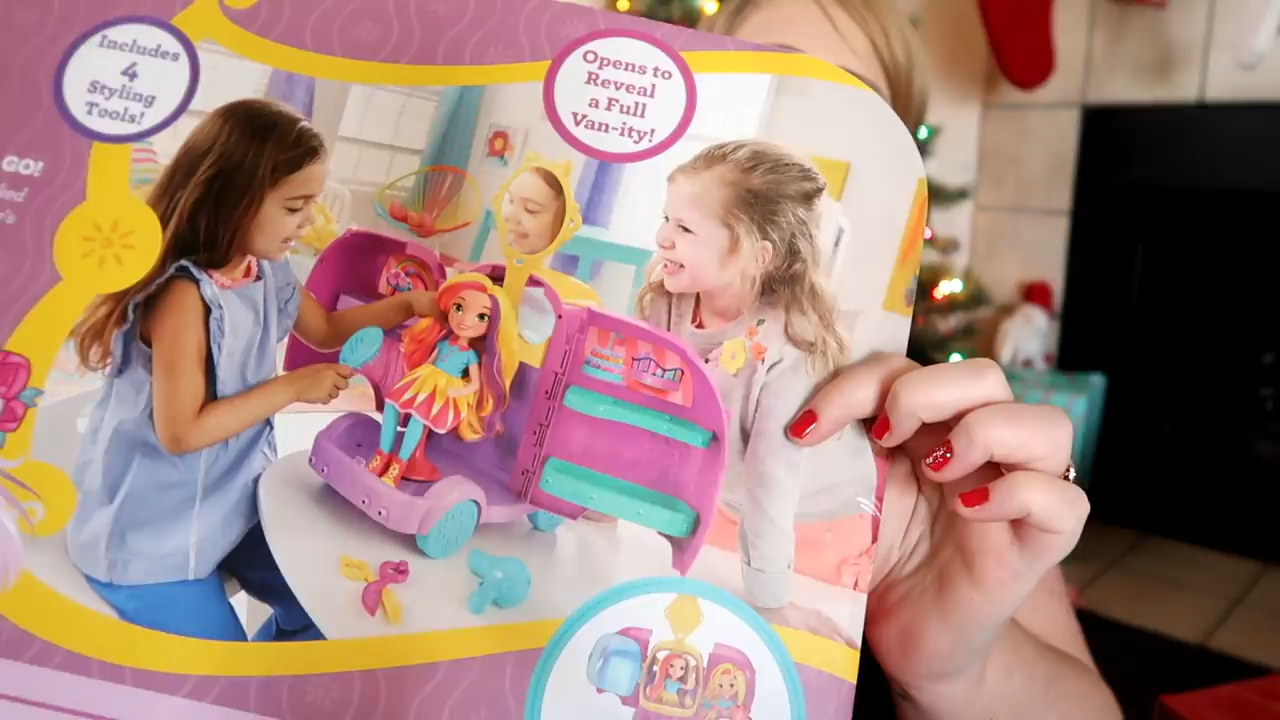 Includes
4
Styling
Tools!
Opens to
Reveal
a Full
Van-ity!
GO!